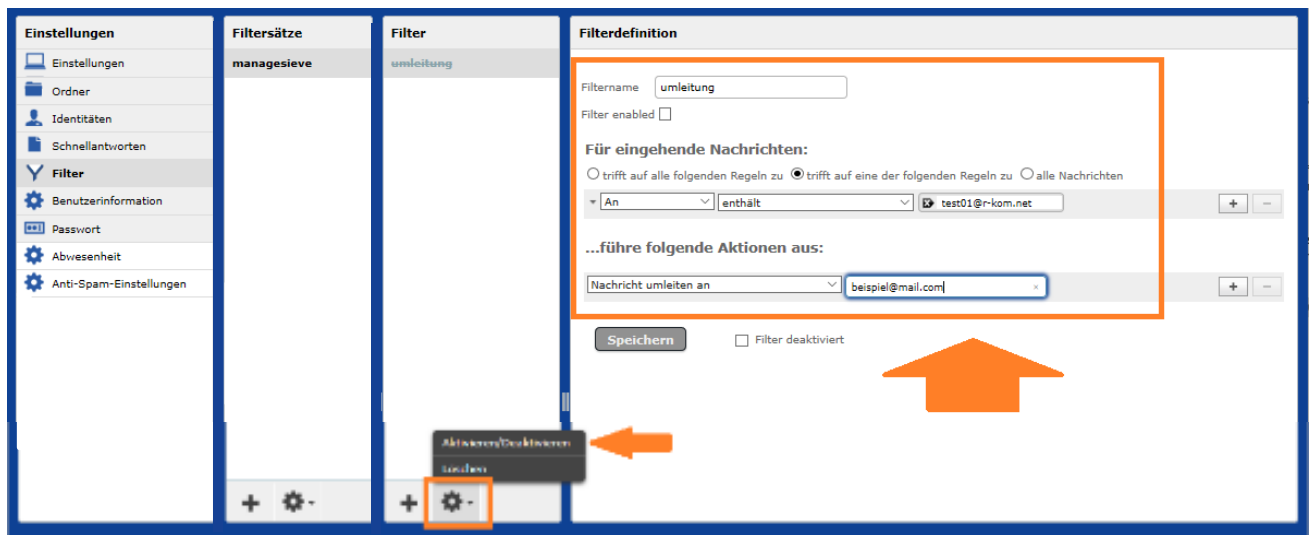 Einstellungen
Einstellungen
Ordner
Identitäten
Schnellantworten
Filter
Benutzerinformation
Passwort
Abwesenheit
Anti-Spam-Einstellungen
Filtersätze
managesieve
Filter
umleitung
Aktivieren/Deaktivieren
Löschen
Filterdefinition
Filtername umleitung
Filter enabled
Für eingehende Nachrichten:
trifft auf alle folgenden Regeln zu trifft auf eine der folgenden Regeln zu alle Nachrichten
An enthält test01@r-kom.net
...führe folgende Aktionen aus:
Nachricht umleiten an beispiel@mail.com
Speichern Filter deaktiviert